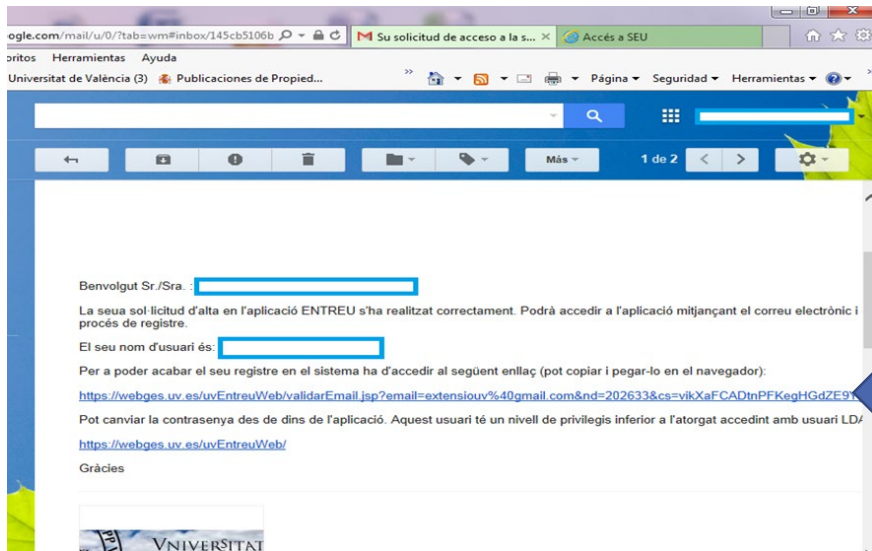 ogle.com/mail/u/0/?tab=wm#inbox/145cb5106b
Su solicitud de acceso a la s... ×
Accés a SEU
oritos Herramientas Ayuda
Universitat de València (3) Publicaciones de Propied... » Página Seguridad Herramientas
Más 1 de 2
Benvolgut Sr./Sra. :
La seua sol·licitud d'alta en l'aplicació ENTREU s'ha realitzat correctament. Podrà accedir a l'aplicació mitjançant el correu electrònic i
procés de registre.
El seu nom d'usuari és:
Per a poder acabar el seu registre en el sistema ha d'accedir al següent enllaç (pot copiar i pegar-lo en el navegador):
https://webges.uv.es/uvEntreuWeb/validarEmail.jsp?email=extensiouv%40gmail.com&nd=202633&cs=vikXaFCADtnPFKegHGdZE9Y
Pot canviar la contrasenya des de dins de l'aplicació. Aquest usuari té un nivell de privilegis inferior a l'atorgat accedint amb usuari LDA
https://webges.uv.es/uvEntreuWeb/
Gràcies
VNIVERSITAT